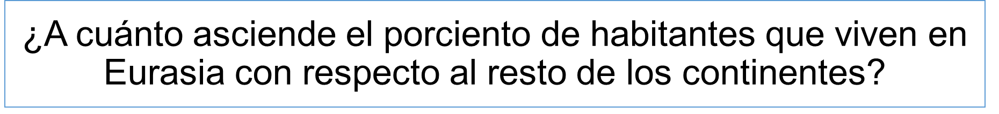 ¿A cuánto asciende el porciento de habitantes que viven en
Eurasia con respecto al resto de los continentes?